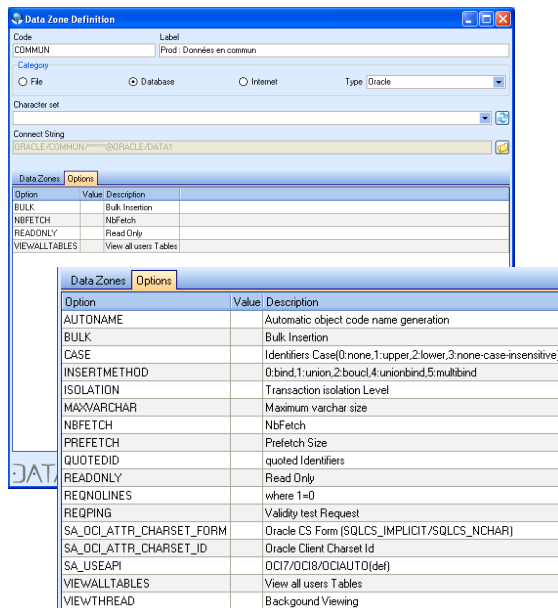 Data Zone Definition
Code Label
COMMUN Prod : Données en commun
Category
File Database Internet Type Oracle
Character set
Connect String
ORACLE/COMMUN/******@ORACLE/DATA1
Data Zones Options
Option Value Description
BULK Bulk Insertion
NBFETCH NbFetch
READONLY Read Only
VIEWALLTABLES View all users Tables
Data Zones Options
Option Value Description
AUTONAME Automatic object code name generation
BULK Bulk Insertion
CASE Identifiers Case(0:none,1:upper,2:lower,3:none-case-insensitive)
INSERTMETHOD 0:bind,1:union,2:boucl,4:unionbind,5:multibind
ISOLATION Transaction isolation Level
MAXVARCHAR Maximum varchar size
NBFETCH NbFetch
PREFETCH Prefetch Size
QUOTEDID quoted Identifiers
READONLY Read Only
REQNOLINES where 1=0
REQPING Validity test Request
SA_OCI_ATTR_CHARSET_FORM Oracle CS Form (SQLCS_IMPLICIT/SQLCS_NCHAR)
SA_OCI_ATTR_CHARSET_ID Oracle Client Charset Id
SA_USEAPI OCI7/OCI8/OCIAUTO(def)
VIEWALLTABLES View all users Tables
VIEWTHREAD Backgound Viewing
DATA